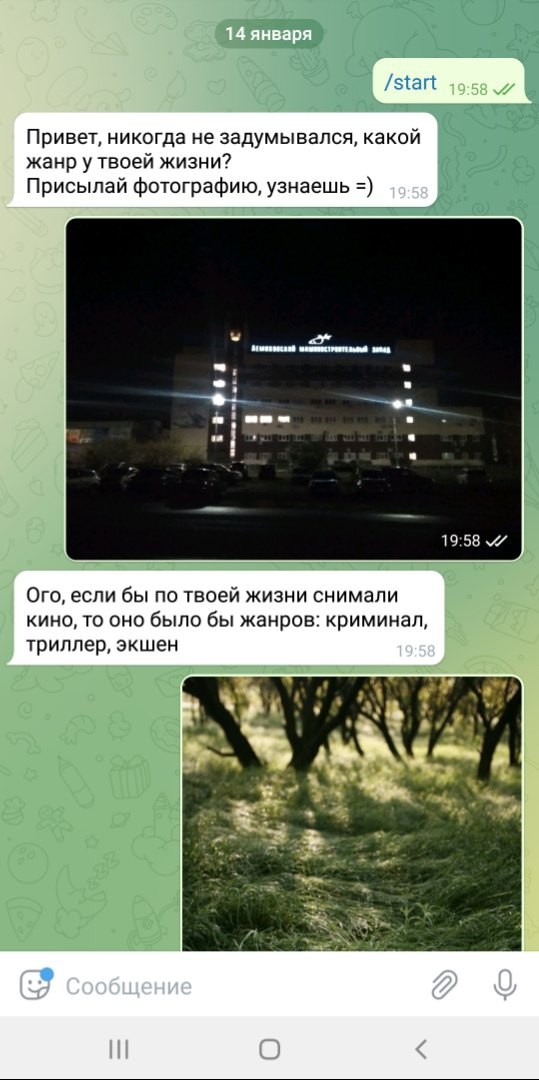 14 января
/start 19:58
Привет, никогда не задумывался, какой
жанр у твоей жизни?
Присылай фотографию, узнаешь =) 19:58
ДЕМИХОВСКИЙ МАШИНОСТРОИТЕЛЬНЫЙ ЗАВОД
19:58
Ого, если бы по твоей жизни снимали
кино, то оно было бы жанров: криминал,
триллер, экшен 19:58
Сообщение